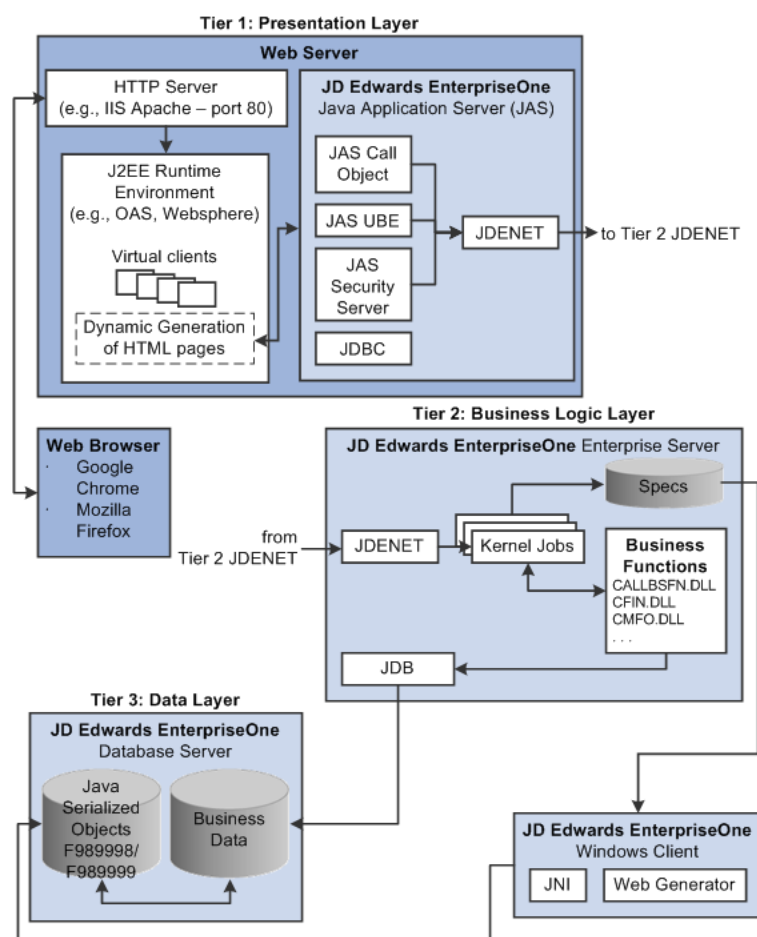 Tier 1: Presentation Layer
Web Server
HTTP Server
(e.g., IIS Apache – port 80)
J2EE Runtime
Environment
(e.g., OAS, Websphere)
Virtual clients
Dynamic Generation
of HTML pages
JD Edwards EnterpriseOne
Java Application Server (JAS)
JAS Call
Object
JAS UBE
JAS
Security
Server
JDBC
JDENET
to Tier 2 JDENET
Web Browser
· Google
Chrome
· Mozilla
Firefox
Tier 2: Business Logic Layer
JD Edwards EnterpriseOne Enterprise Server
Specs
from
Tier 2 JDENET
JDENET
Kernel Jobs
Business
Functions
CALLBSFN.DLL
CFIN.DLL
CMFO.DLL
. . .
JDB
Tier 3: Data Layer
JD Edwards EnterpriseOne
Database Server
Java
Serialized
Objects
F989998/
F989999
Business
Data
JD Edwards EnterpriseOne
Windows Client
JNI
Web Generator